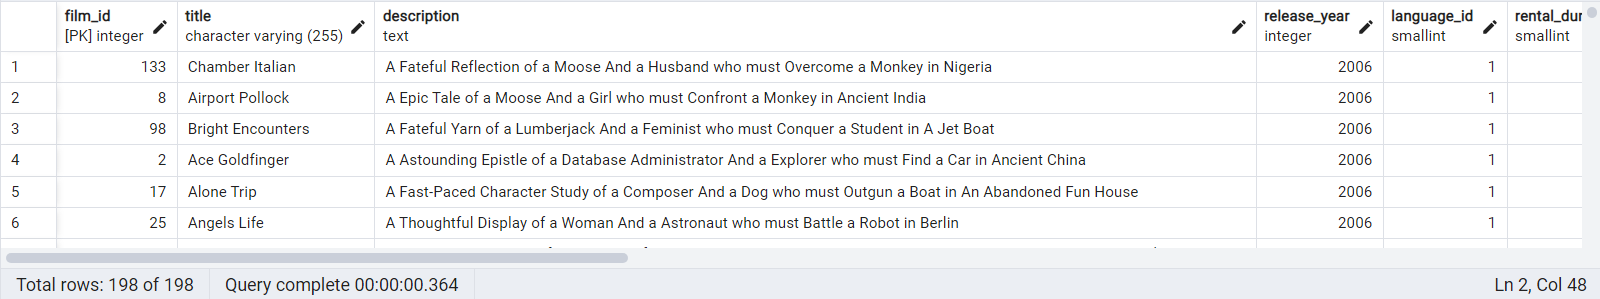 film_id title description release_year language_id rental_dur
[PK] integer character varying (255) text integer smallint smallint
1 133 Chamber Italian A Fateful Reflection of a Moose And a Husband who must Overcome a Monkey in Nigeria 2006 1
2 8 Airport Pollock A Epic Tale of a Moose And a Girl who must Confront a Monkey in Ancient India 2006 1
3 98 Bright Encounters A Fateful Yarn of a Lumberjack And a Feminist who must Conquer a Student in A Jet Boat 2006 1
4 2 Ace Goldfinger A Astounding Epistle of a Database Administrator And a Explorer who must Find a Car in Ancient China 2006 1
5 17 Alone Trip A Fast-Paced Character Study of a Composer And a Dog who must Outgun a Boat in An Abandoned Fun House 2006 1
6 25 Angels Life A Thoughtful Display of a Woman And a Astronaut who must Battle a Robot in Berlin 2006 1
Total rows: 198 of 198 Query complete 00:00:00.364 Ln 2, Col 48